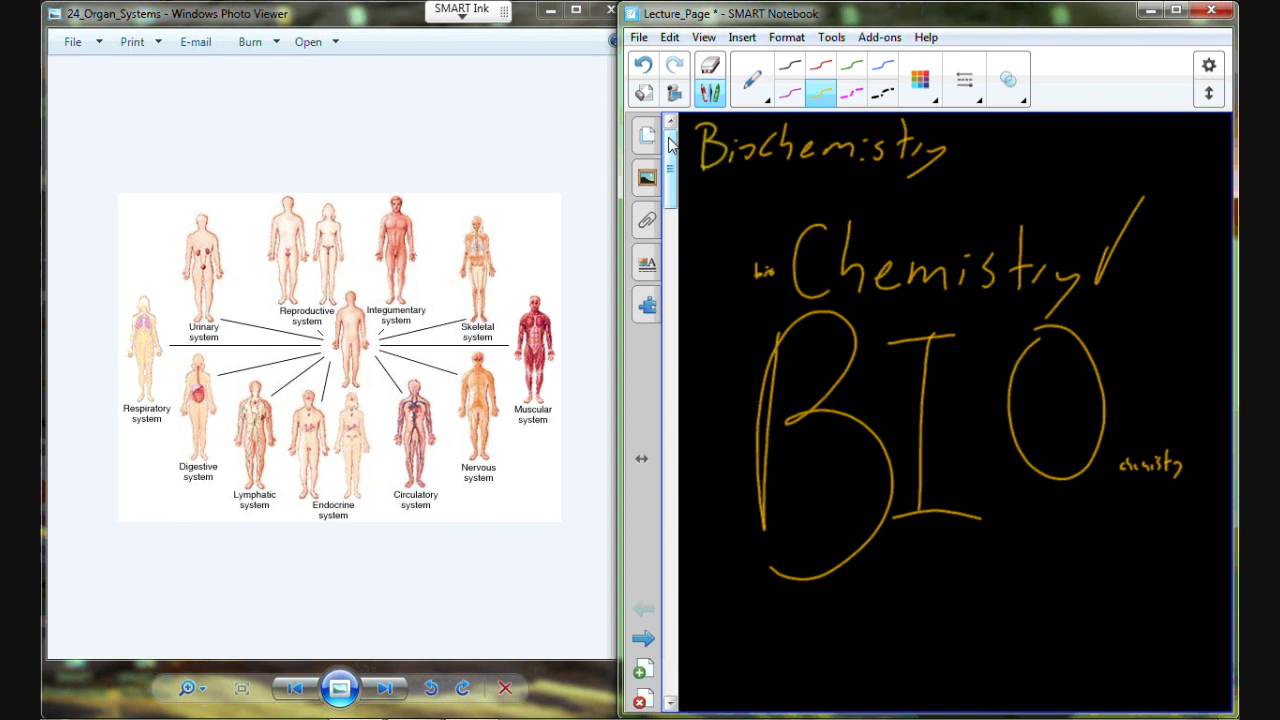 24_Organ_Systems - Windows Photo Viewer
SMART Ink
File Print E-mail Burn Open
Reproductive system
Integumentary system
Urinary system
Skeletal system
Respiratory system
Muscular system
Digestive system
Nervous system
Lymphatic system
Circulatory system
Endocrine system
Lecture_Page * - SMART Notebook
File Edit View Insert Format Tools Add-ons Help
Biochemistry
bio Chemistry
BIO chemistry